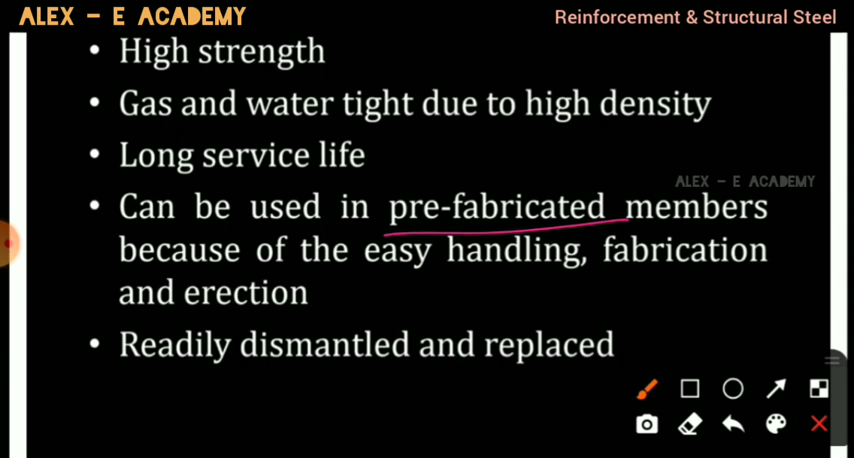 ALEX – E ACADEMY
Reinforcement & Structural Steel
• High strength
• Gas and water tight due to high density
• Long service life
ALEX – E ACADEMY
• Can be used in pre-fabricated members
because of the easy handling, fabrication
and erection
• Readily dismantled and replaced